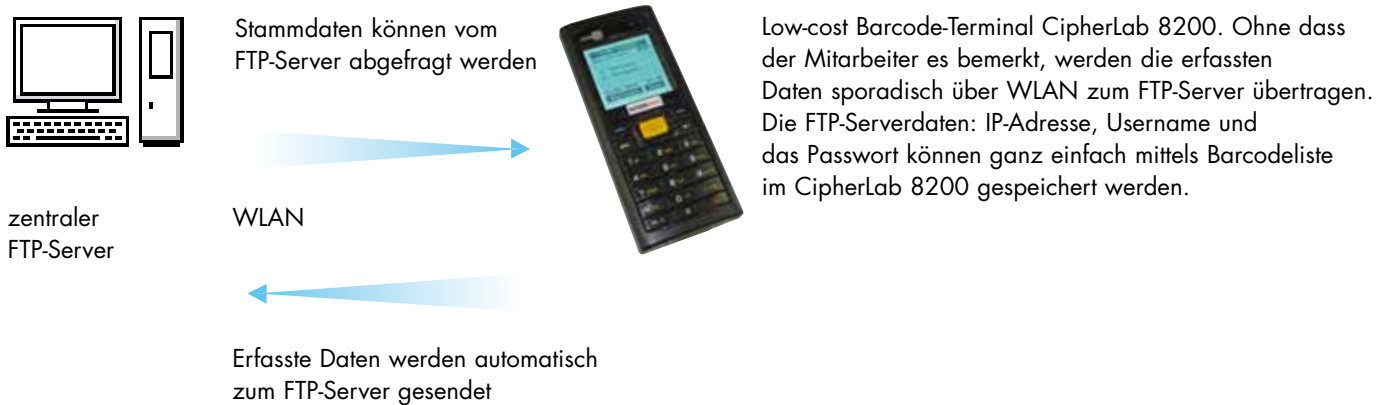 Stammdaten können vom
FTP-Server abgefragt werden
Low-cost Barcode-Terminal CipherLab 8200. Ohne dass
der Mitarbeiter es bemerkt, werden die erfassten
Daten sporadisch über WLAN zum FTP-Server übertragen.
Die FTP-Serverdaten: IP-Adresse, Username und
das Passwort können ganz einfach mittels Barcodeliste
im CipherLab 8200 gespeichert werden.
zentraler
FTP-Server
WLAN
Erfasste Daten werden automatisch
zum FTP-Server gesendet